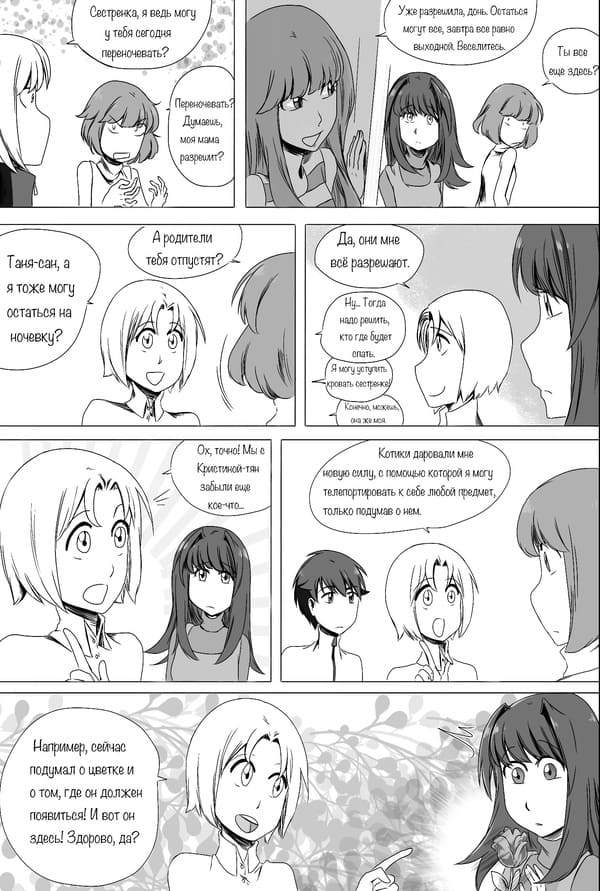 Сестренка, я ведь могу
у тебя сегодня
переночевать?
Переночевать?
Думаешь,
моя мама
разрешит?
Уже разрешила, донь. Остаться
могут все, завтра все равно
выходной. Веселитесь.
Ты все
еще здесь?
Таня-сан, а
я тоже могу
остаться на
ночевку?
А родители
тебя отпустят?
Да, они мне
всё разрешают.
Ну... Тогда
надо решить,
кто где будет
спать.
Я могу уступить
кровать сестренке!
Конечно, можешь,
она же моя.
Ох, точно! Мы с
Кристиной-тян
забыли еще
кое-что...
Котики даровали мне
новую силу, с помощью которой я могу
телепортировать к себе любой предмет,
только подумав о нем.
Например, сейчас
подумал о цветке и
о том, где он должен
появиться! И вот он
здесь! Здорово, да?